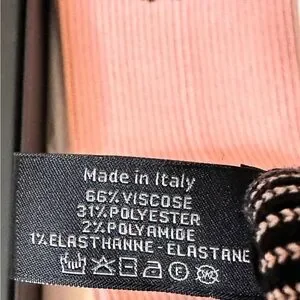 Made in Italy
66%VISCOSE
31%POLYESTER
2%POLYAMIDE
1%ELASTHANNE - ELASTANE